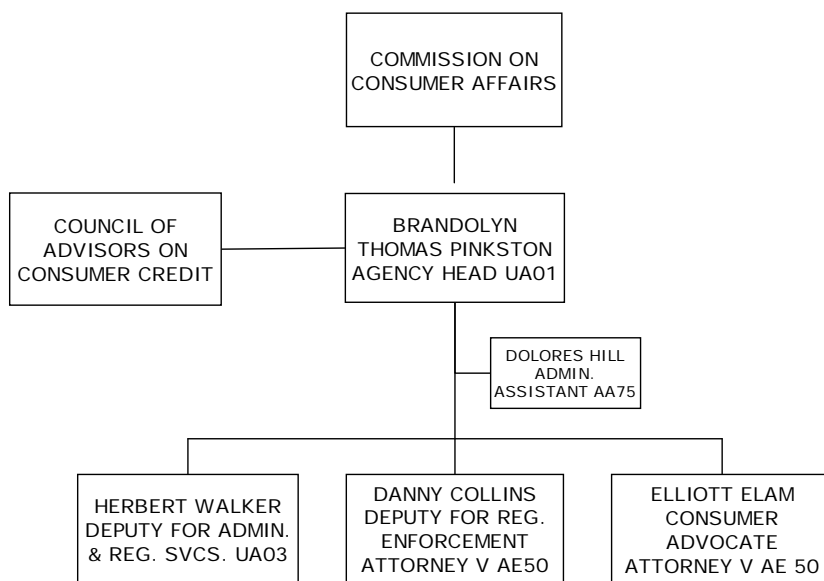 COMMISSION ON
CONSUMER AFFAIRS
COUNCIL OF
ADVISORS ON
CONSUMER CREDIT
BRANDOLYN
THOMAS PINKSTON
AGENCY HEAD UA01
DOLORES HILL
ADMIN.
ASSISTANT AA75
HERBERT WALKER
DEPUTY FOR ADMIN.
& REG. SVCS. UA03
DANNY COLLINS
DEPUTY FOR REG.
ENFORCEMENT
ATTORNEY V AE50
ELLIOTT ELAM
CONSUMER
ADVOCATE
ATTORNEY V AE 50